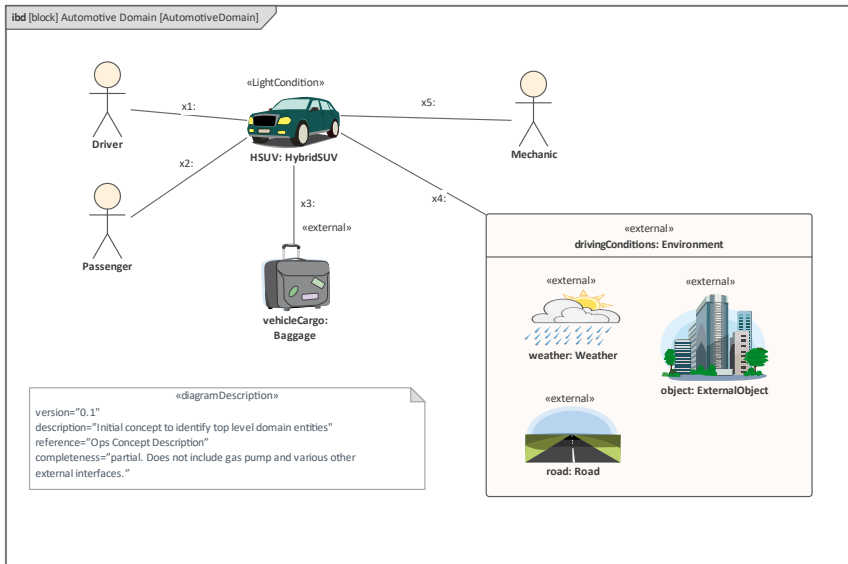 ibd [block] Automotive Domain [AutomotiveDomain]
«LightCondition»
x1:
x5:
Driver
HSUV: HybridSUV
Mechanic
x2:
x3:
x4:
Passenger
«external»
vehicleCargo:
Baggage
«external»
drivingConditions: Environment
«external»
weather: Weather
«external»
object: ExternalObject
«external»
road: Road
«diagramDescription»
version="0.1"
description="Initial concept to identify top level domain entities"
reference="Ops Concept Description"
completeness="partial. Does not include gas pump and various other
external interfaces."